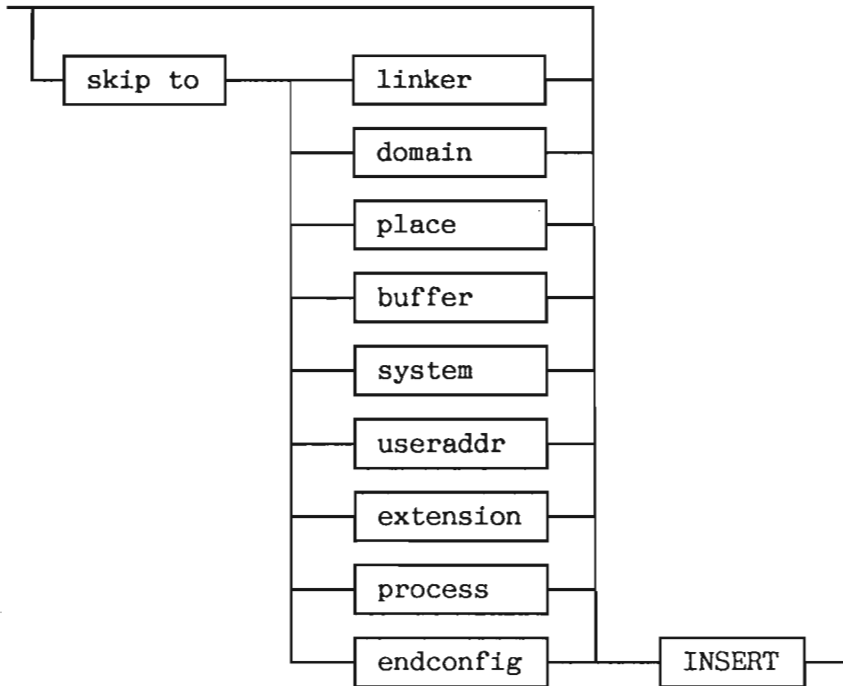 skip to linker
domain
place
buffer
system
useraddr
extension
process
endconfig INSERT